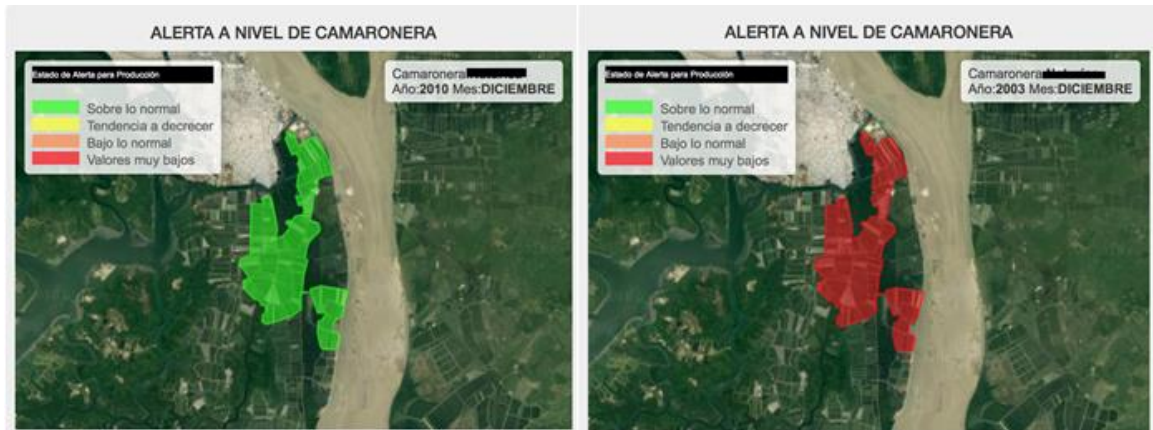 ALERTA A NIVEL DE CAMARONERA
Estado de Alerta para Producción
Sobre lo normal
Tendencia a decrecer
Bajo lo normal
Valores muy bajos
Camaronera
Año:2010 Mes:DICIEMBRE
ALERTA A NIVEL DE CAMARONERA
Estado de Alerta para Producción
Sobre lo normal
Tendencia a decrecer
Bajo lo normal
Valores muy bajos
Camaronera
Año:2003 Mes:DICIEMBRE